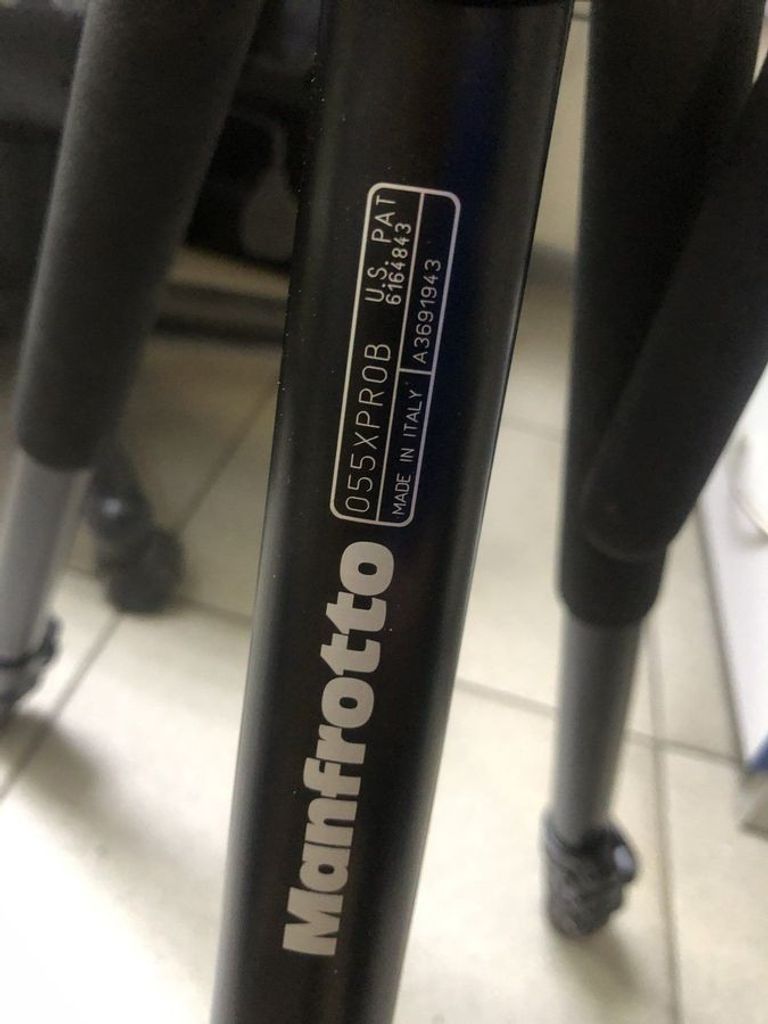 Manfrotto
055XPROB U.S. PAT
6164843
MADE IN ITALY A3691943